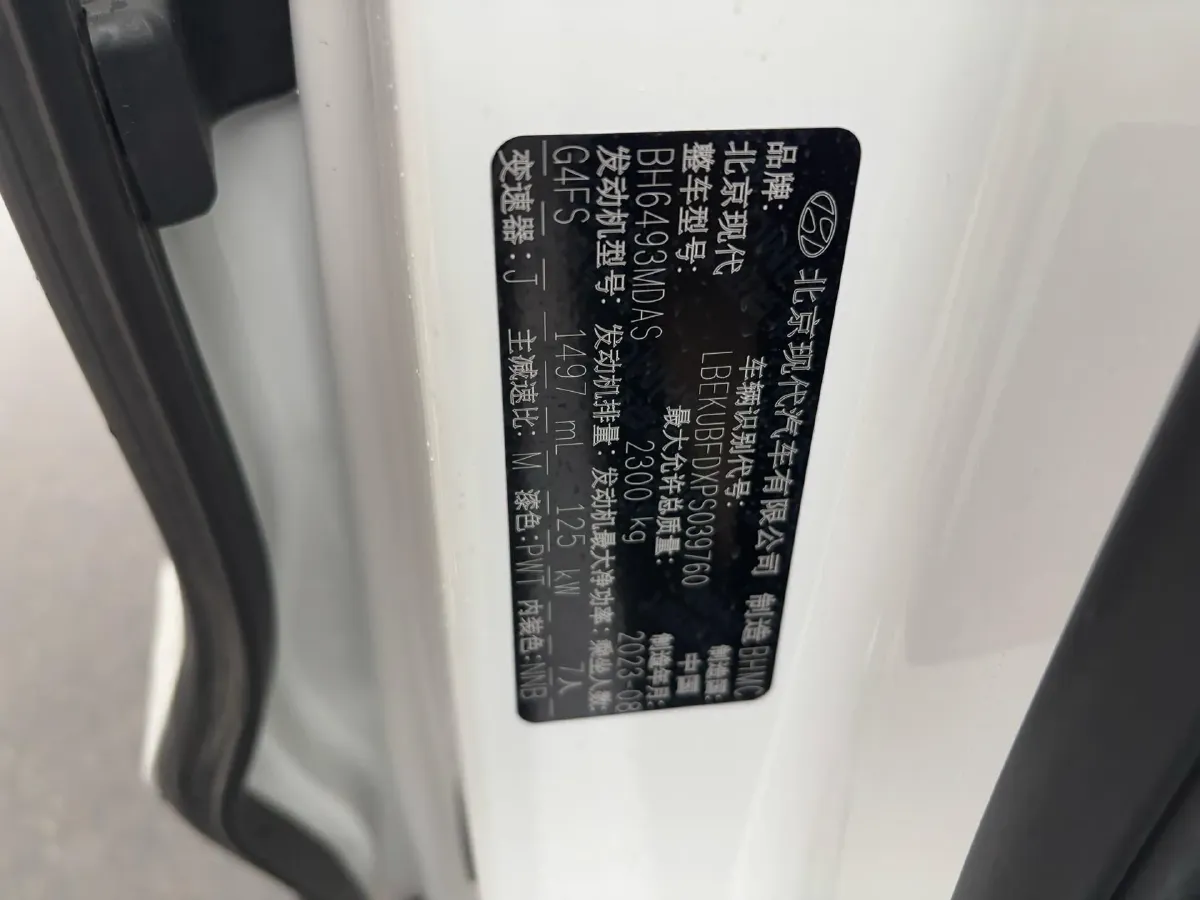 北京现代汽车有限公司 制造 BHMC
品牌: 车辆识别代号: 制造国:
北京现代 LBEKUBFDXPS039760 中国
整车型号: 最大允许总质量: 制造年月:
BH6493MDAS 2300 kg 2023-08
发动机型号: 发动机排量: 发动机最大净功率: 乘坐人数:
G4FS 1497 mL 125 kW 7人
变速器: J 主减速比: M 漆色:PWT 内装色:NNB